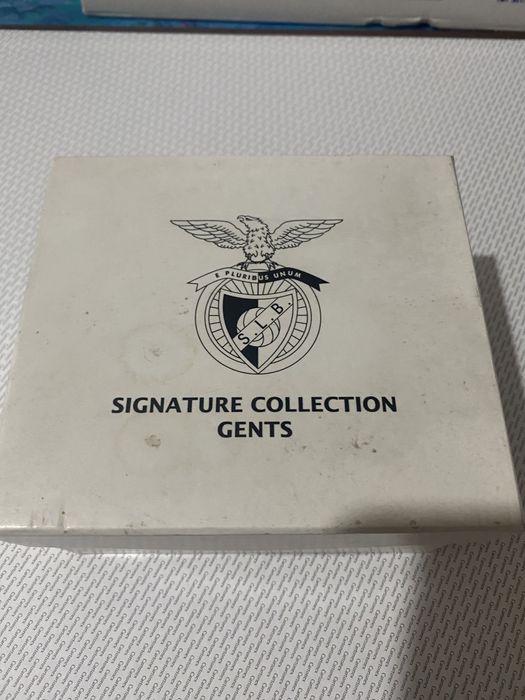 E PLURIBUS UNUM
S.L.B.
SIGNATURE COLLECTION
GENTS